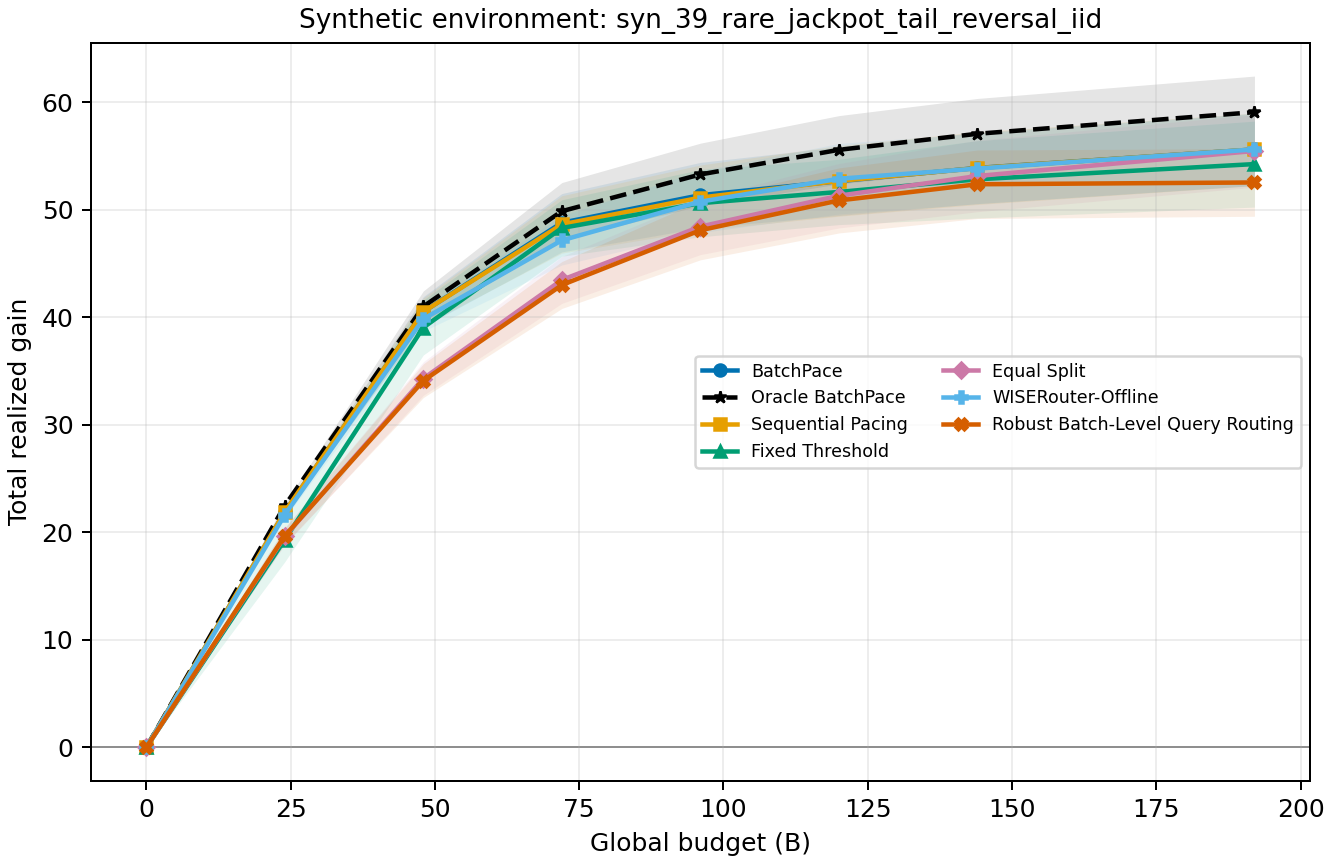 Synthetic environment: syn_39_rare_jackpot_tail_reversal_iid
Total realized gain
60
50
40
30
20
10
0
BatchPace
Oracle BatchPace
Sequential Pacing
Fixed Threshold
Equal Split
WISERouter-Offline
Robust Batch-Level Query Routing
0 25 50 75 100 125 150 175 200
Global budget (B)